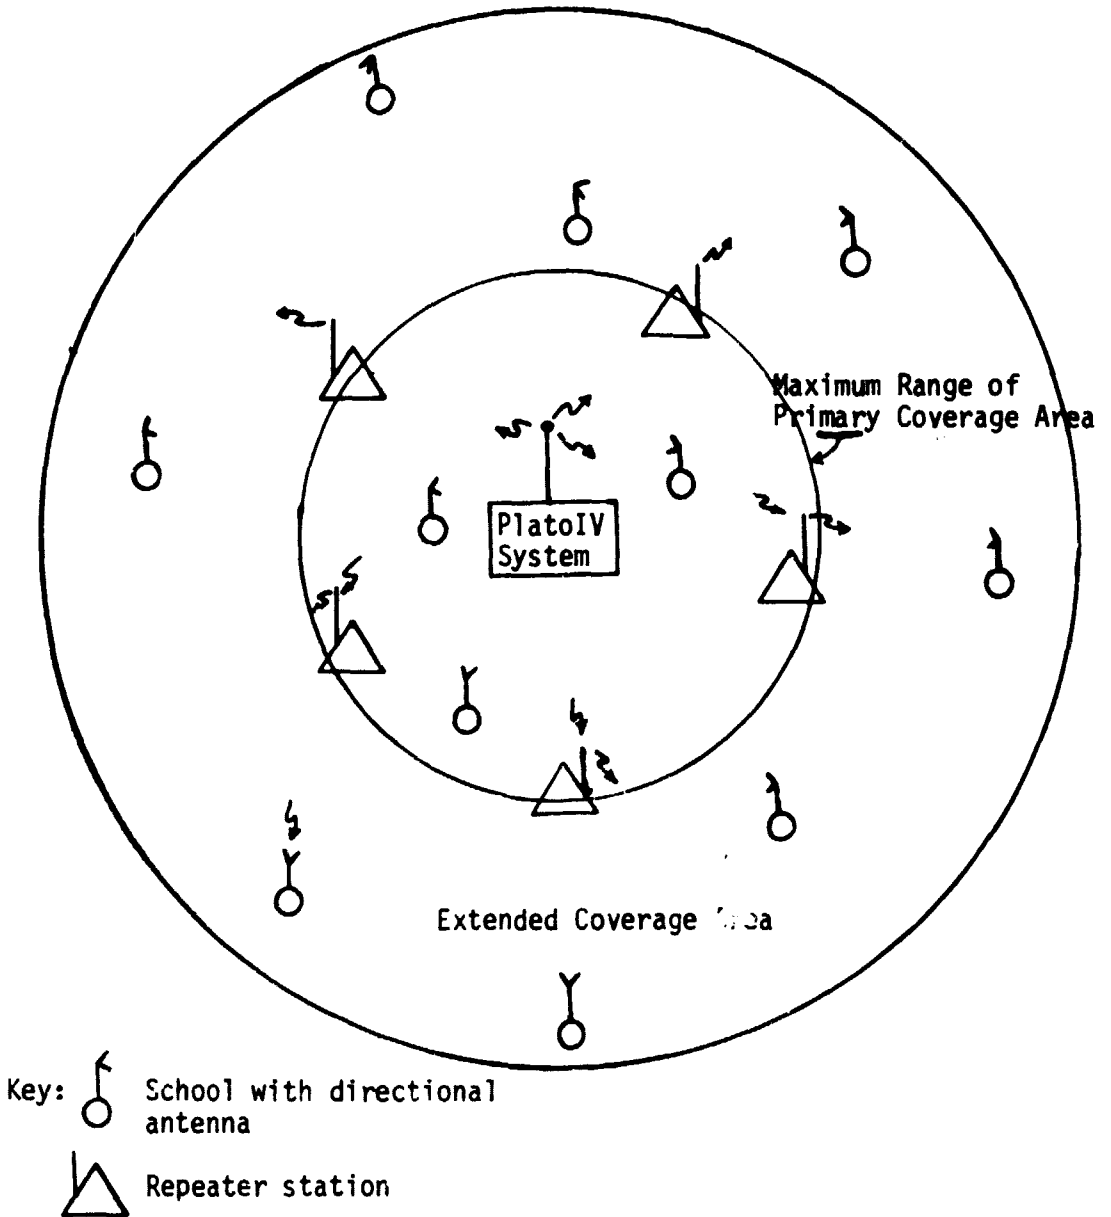 Maximum Range of
Primary Coverage Area
PlatoIV
System
Extended Coverage
Key:
School with directional
antenna
Repeater station